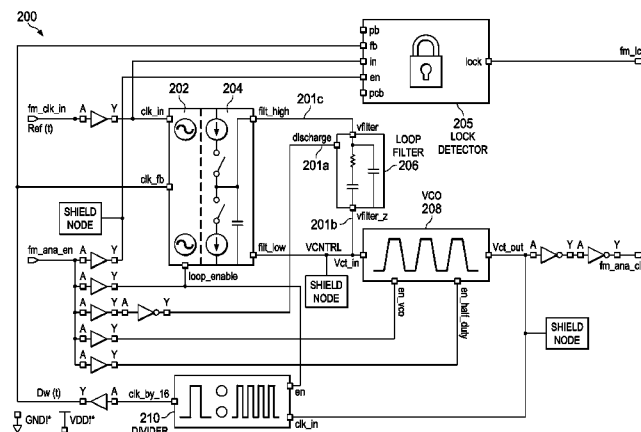 200
pb
fb
in
en
pcb
lock
fm_lc
205
LOCK
DETECTOR
fm_clk_in
Ref (t)
A
Y
clk_in
202
204
filt_high
201c
vfilter
LOOP
FILTER
206
discharge
201a
clk_fb
SHIELD
NODE
201b
vfilter_z
VCO
208
fm_ana_en
A
Y
filt_low
VCNTRL
Vct_in
Vct_out
A
Y
A
Y
fm_ana_cl
loop_enable
A
Y
SHIELD
NODE
en_vco
en_half_duty
A
Y
A
Y
A
Y
SHIELD
NODE
A
Y
Dw (t)
Y
A
clk_by_16
en
GND!*
VDD!*
210
DIVIDER
clk_in